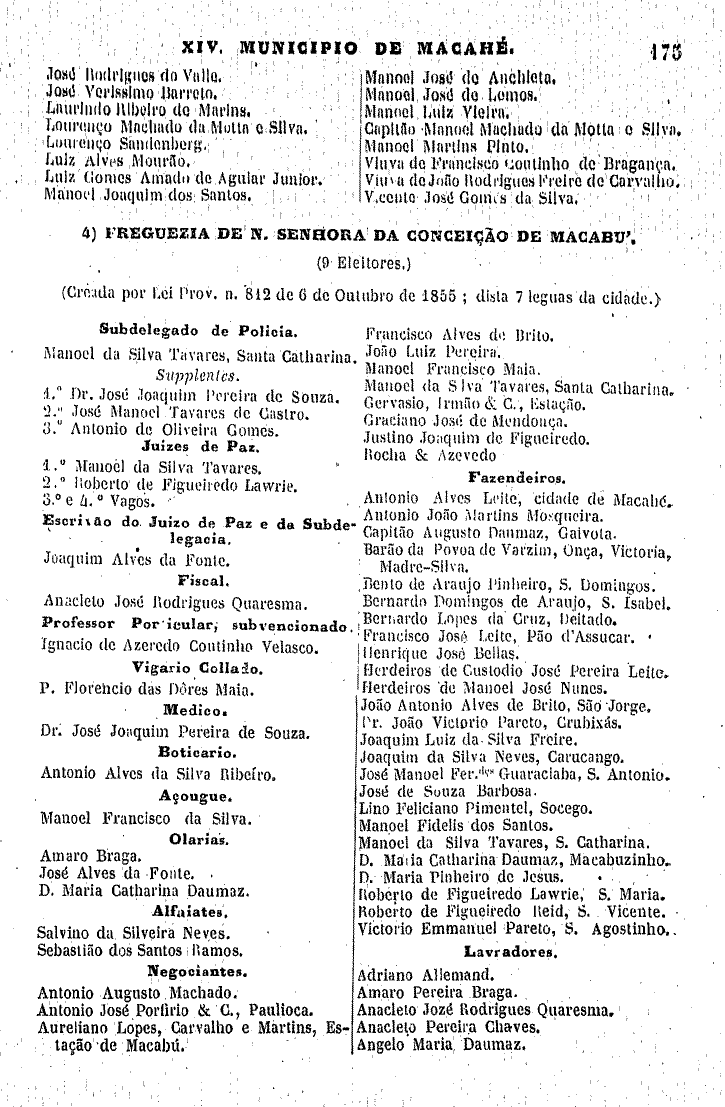 XIV. MUNICIPIO DE MACAHÉ. 175
José Rodrigues do Valle.
José Verissimo Barreto.
Laurindo Ribeiro de Marins.
Lourenço Machado da Motta e Silva.
Lourenço Sandenberg.
Luiz Alves Mourão.
Luiz Gomes Amado de Aguiar Junior.
Manoel Joaquim dos Santos.
Manoel José de Anchieta.
Manoel José de Lemos.
Manoel Luiz Vieira.
Capitão Manoel Machado da Motta e Silva.
Manoel Martins Pinto.
Viuva de Francisco Coutinho de Bragança.
Viuva de João Rodrigues Freire de Carvalho.
Vicente José Gomes da Silva.
4) FREGUEZIA DE N. SENHORA DA CONCEIÇÃO DE MACABU'.
(9 Eleitores.)
(Creada por Lei Prov. n. 812 de 6 de Outubro de 1855 ; dista 7 leguas da cidade.)
Subdelegado de Policia.
Manoel da Silva Tavares, Santa Catharina.
Supplentes.
1.º Dr. José Joaquim Pereira de Souza.
2.º José Manoel Tavares de Castro.
3.º Antonio de Oliveira Gomes.
Juizes de Paz.
1.º Manoel da Silva Tavares.
2.º Roberto de Figueiredo Lawrie.
3.º e 4.º Vagos.
Escrivão do Juizo de Paz e da Subde-
legacia.
Joaquim Alves da Fonte.
Fiscal.
Anacleto José Rodrigues Quaresma.
Professor Particular, subvencionado.
Ignacio de Azeredo Coutinho Velasco.
Vigario Collado.
P. Florencio das Dôres Maia.
Medico.
Dr. José Joaquim Pereira de Souza.
Boticario.
Antonio Alves da Silva Ribeiro.
Açougue.
Manoel Francisco da Silva.
Olarias.
Amaro Braga.
José Alves da Fonte.
D. Maria Catharina Daumaz.
Alfaiates.
Salvino da Silveira Neves.
Sebastião dos Santos Ramos.
Negociantes.
Antonio Augusto Machado.
Antonio José Portirio & C., Paulioca.
Aureliano Lopes, Carvalho e Martins, Es-
tação de Macabú.
Francisco Alves de Brito.
João Luiz Pereira.
Manoel Francisco Maia.
Manoel da Silva Tavares, Santa Catharina.
Gervasio, Irmão & C., Estação.
Graciano José de Mendonça.
Justino Joaquim de Figueiredo.
Rocha & Azevedo
Fazendeiros.
Antonio Alves Leite, cidade de Macahé.
Antonio João Martins Mosqueira.
Capitão Augusto Daumaz, Gaivota.
Barão da Povoa de Varzim, Onça, Victoria,
Madre-Silva.
Bento de Araujo Pinheiro, S. Domingos.
Bernardo Domingos de Araujo, S. Isabel.
Bernardo Lopes da Cruz, Deitado.
Francisco José Leite, Pão d'Assucar.
Henrique José Bellas.
Herdeiros de Custodio José Pereira Leite.
Herdeiros de Manoel José Nunes.
João Antonio Alves de Brito, São Jorge.
Dr. João Victorio Pareto, Crubixás.
Joaquim Luiz da Silva Freire.
Joaquim da Silva Neves, Carucango.
José Manoel Fer.des Guaraciaba, S. Antonio.
José de Souza Barbosa.
Lino Feliciano Pimentel, Socego.
Manoel Fidelis dos Santos.
Manoel da Silva Tavares, S. Catharina.
D. Maria Catharina Daumaz, Macabuzinho.
D. Maria Pinheiro de Jesus.
Roberto de Figueiredo Lawrie, S. Maria.
Roberto de Figueiredo Reid, S. Vicente.
Victorio Emmanuel Pareto, S. Agostinho.
Lavradores.
Adriano Allemand.
Amaro Pereira Braga.
Anacleto Jozé Rodrigues Quaresma.
Anacleto Pereira Chaves.
Angelo Maria Daumaz.